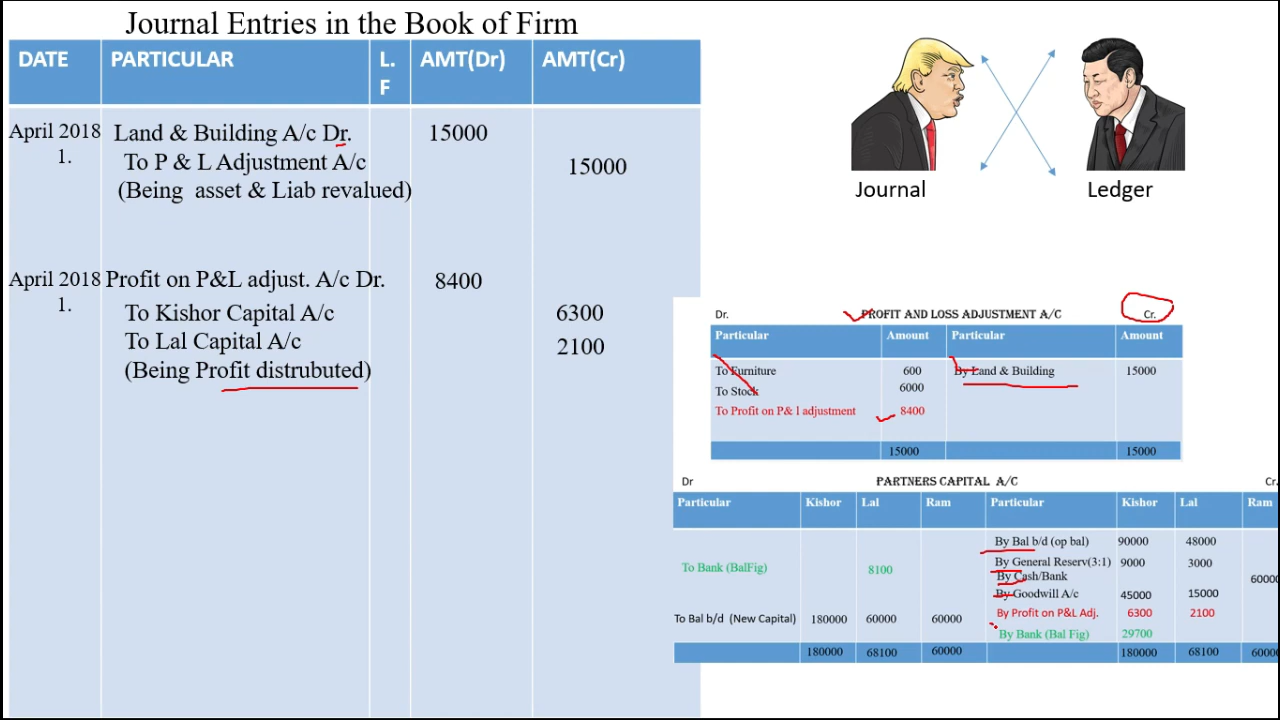 Journal Entries in the Book of Firm
DATE PARTICULAR L.F AMT(Dr) AMT(Cr)
April 2018 Land & Building A/c Dr. 15000
1. To P & L Adjustment A/c 15000
(Being asset & Liab revalued)
April 2018 Profit on P&L adjust. A/c Dr. 8400
1. To Kishor Capital A/c 6300
To Lal Capital A/c 2100
(Being Profit distrubuted)
Journal Ledger
Dr. PROFIT AND LOSS ADJUSTMENT A/C Cr.
Particular Amount Particular Amount
To Furniture 600 By Land & Building 15000
To Stock 6000
To Profit on P& l adjustment 8400
15000 15000
Dr PARTNERS CAPITAL A/C Cr.
Particular Kishor Lal Ram Particular Kishor Lal Ram
By Bal b/d (op bal) 90000 48000
To Bank (BalFig) 8100 By General Reserv(3:1) 9000 3000
By Cash/Bank 60000
By Goodwill A/c 45000 15000
To Bal b/d (New Capital) 180000 60000 60000 By Profit on P&L Adj. 6300 2100
By Bank (Bal Fig) 29700
180000 68100 60000 180000 68100 60000